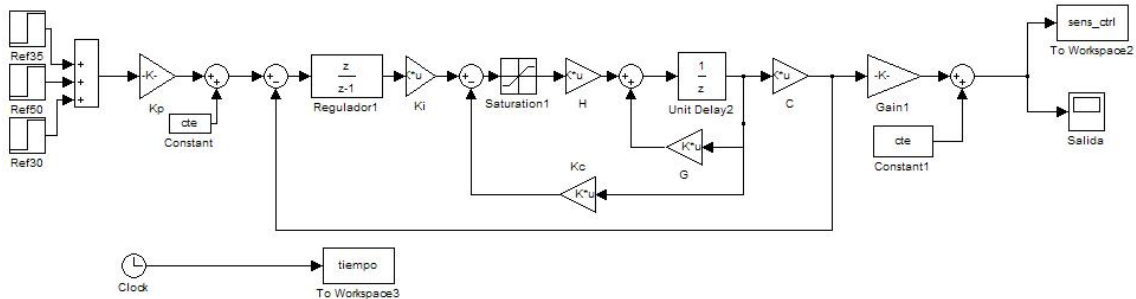 Ref35
Ref50
Ref30
+
+
+
-K-
Kp
+
+
cte
Constant
+
−
z
z-1
Regulador1
K*u
Ki
+
−
Saturation1
K*u
H
+
+
1
z
Unit Delay2
K*u
C
K*u
G
Kc
K*u
-K-
Gain1
+
+
cte
Constant1
sens_ctrl
To Workspace2
Salida
Clock
tiempo
To Workspace3